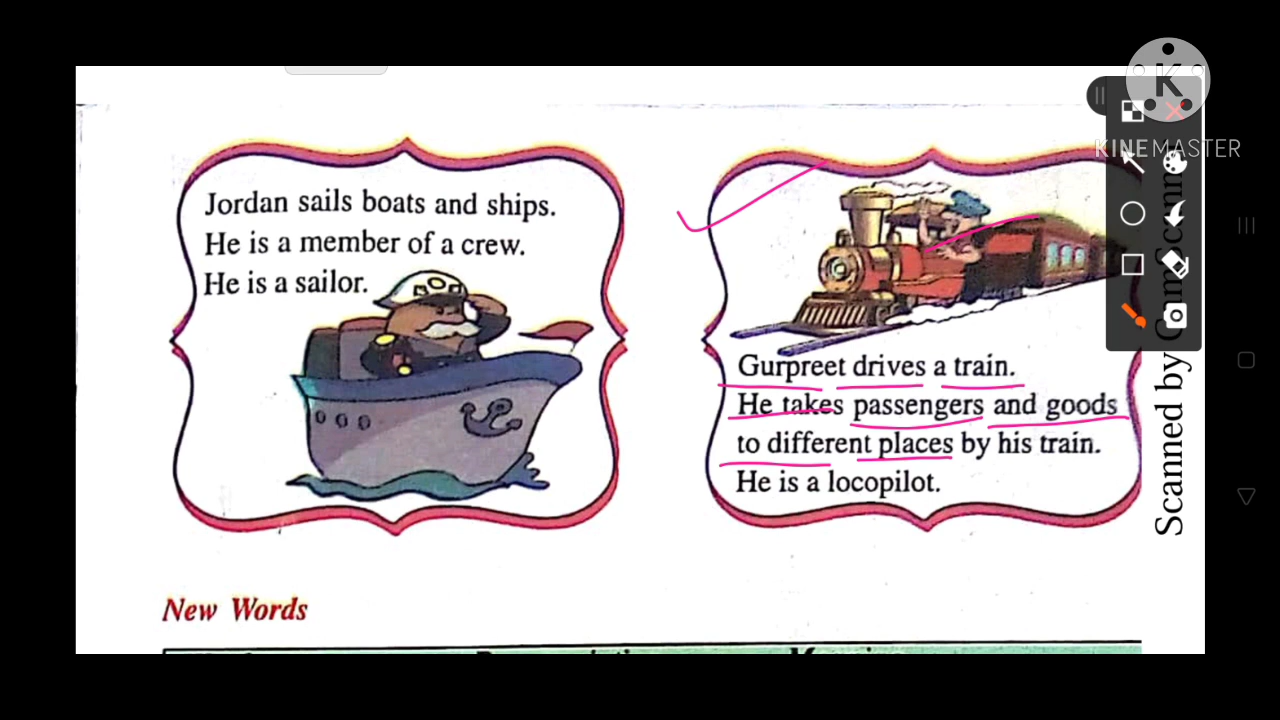 Jordan sails boats and ships.
He is a member of a crew.
He is a sailor.
Gurpreet drives a train.
He takes passengers and goods
to different places by his train.
He is a locopilot.
New Words
KINEMASTER
Scanned by